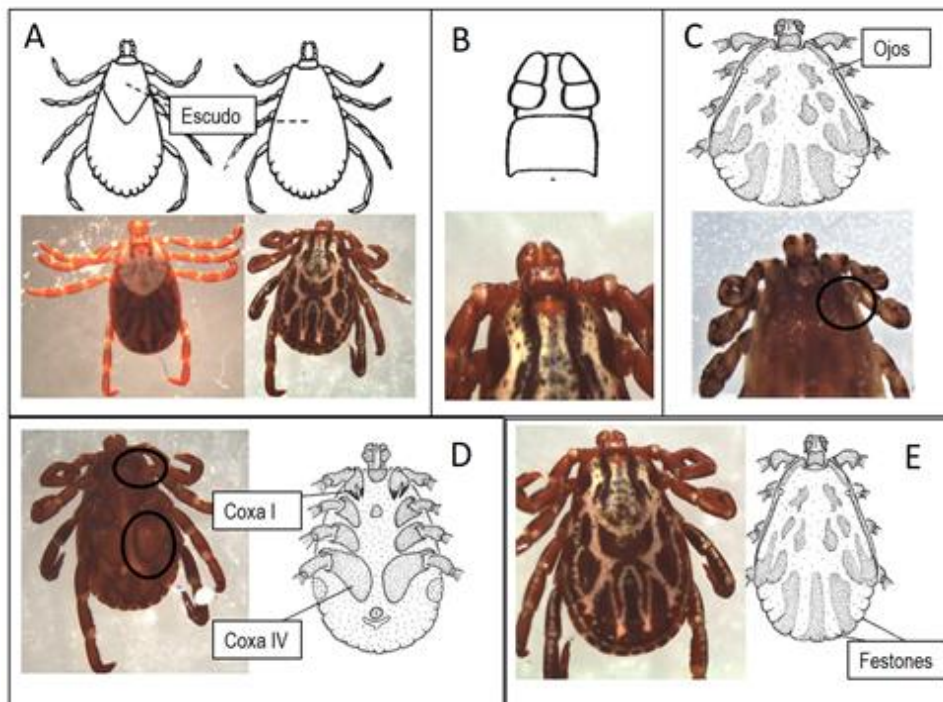 A
Escudo
B
C
Ojos
D
Coxa I
Coxa IV
E
Festones